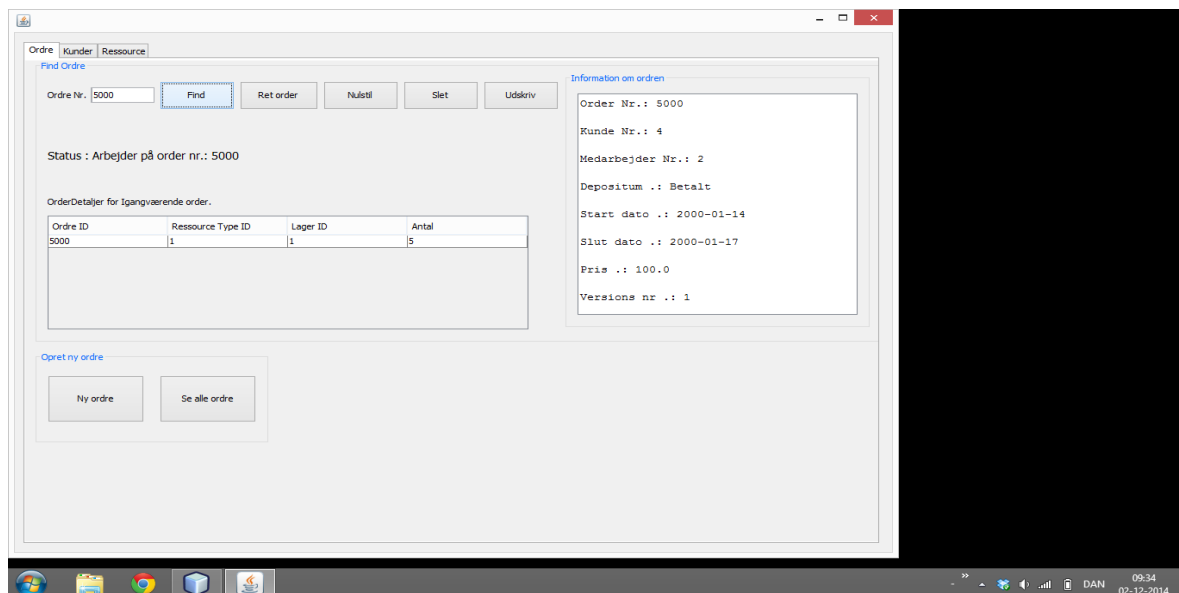 Ordre Kunder Ressource
Find Ordre
Ordre Nr. 5000 Find Ret order Nulstil Slet Udskriv
Status : Arbejder på order nr.: 5000
OrderDetaljer for Igangværende order.
Ordre ID Ressource Type ID Lager ID Antal
5000 1 1 5
Information om ordren
Order Nr.: 5000
Kunde Nr.: 4
Medarbejder Nr.: 2
Depositum .: Betalt
Start dato .: 2000-01-14
Slut dato .: 2000-01-17
Pris .: 100.0
Versions nr .: 1
Opret ny ordre
Ny ordre Se alle ordre
DAN 09:34
02-12-2014